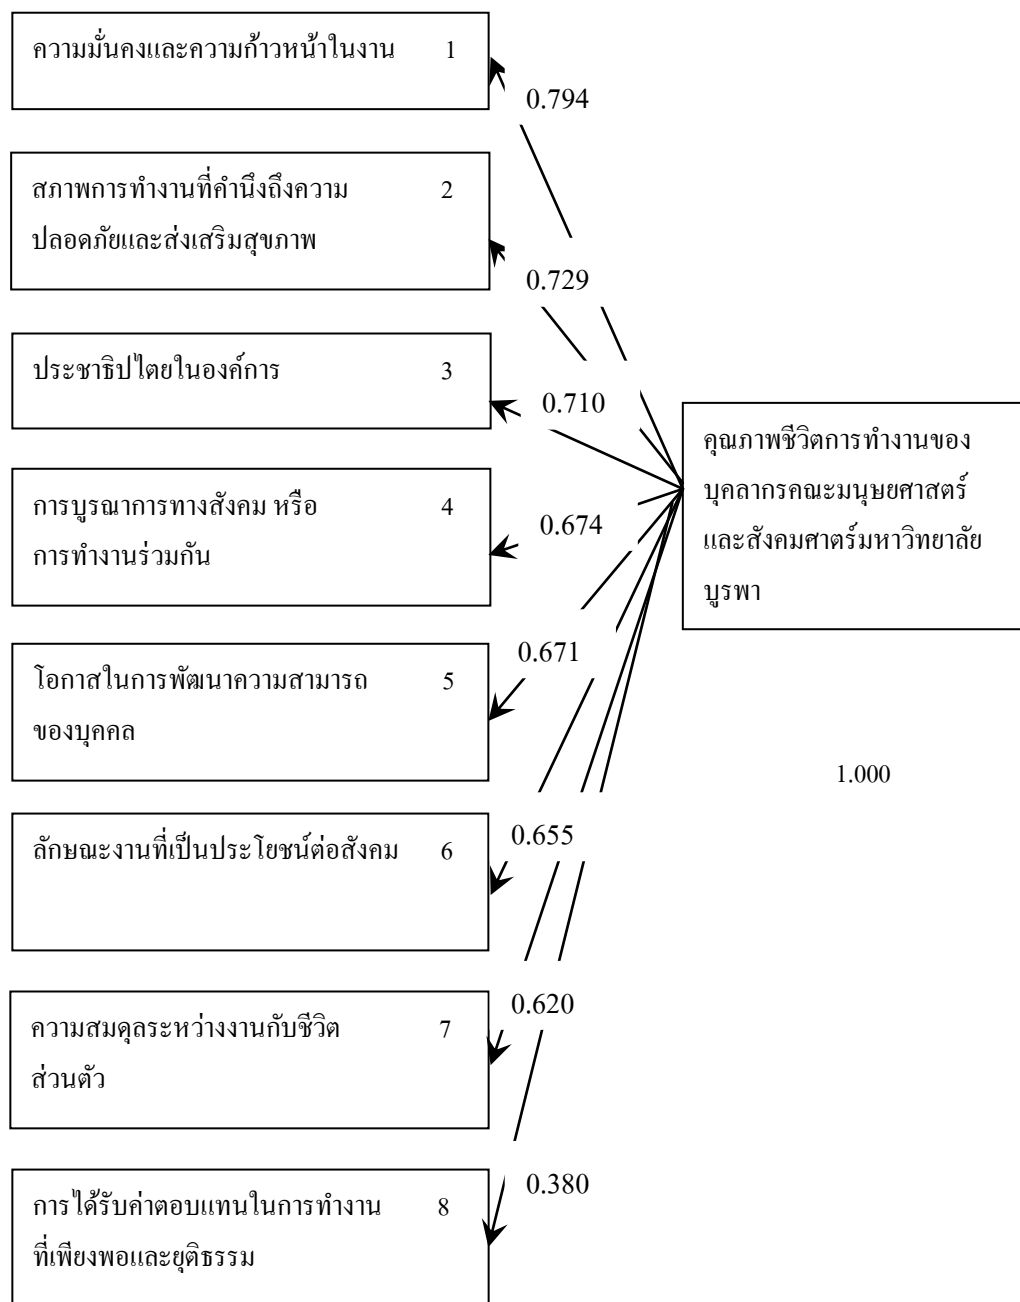 ความมั่นคงและความก้าวหน้าในงาน 1
0.794
สภาพการทำงานที่คำนึงถึงความ 2
ปลอดภัยและส่งเสริมสุขภาพ
0.729
ประชาธิปไตยในองค์การ 3
0.710
การบูรณาการทางสังคม หรือ 4
การทำงานร่วมกัน
0.674
คุณภาพชีวิตการทำงานของ
บุคลากรคณะมนุษยศาสตร์
และสังคมศาตร์มหาวิทยาลัย
บูรพา
โอกาสในการพัฒนาความสามารถ 5
ของบุคคล
0.671
1.000
ลักษณะงานที่เป็นประโยชน์ต่อสังคม 6
0.655
ความสมดุลระหว่างงานกับชีวิต 7
ส่วนตัว
0.620
การได้รับค่าตอบแทนในการทำงาน 8
ที่เพียงพอและยุติธรรม
0.380